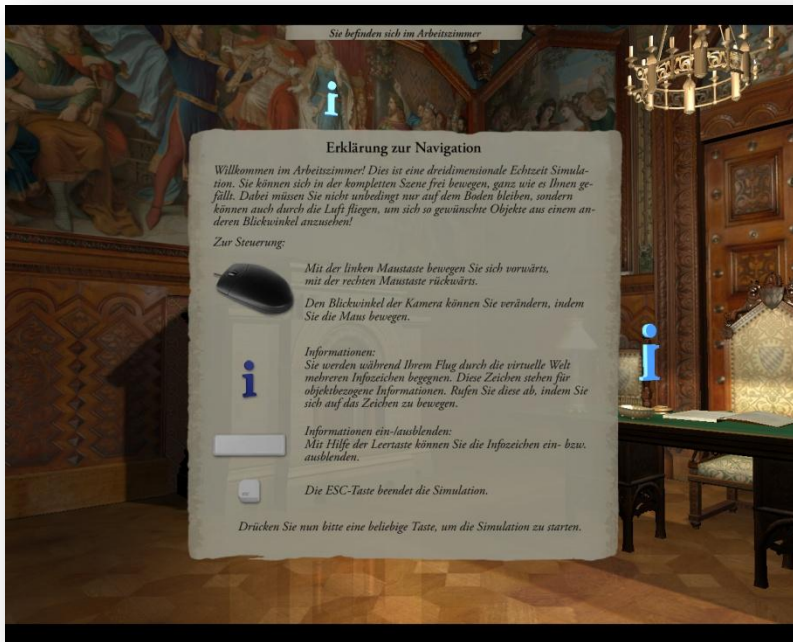 Sie befinden sich im Arbeitszimmer
Erklärung zur Navigation
Willkommen im Arbeitszimmer! Dies ist eine dreidimensionale Echtzeit Simula-
tion. Sie können sich in der kompletten Szene frei bewegen, ganz wie es Ihnen ge-
fällt. Dabei müssen Sie nicht unbedingt nur auf dem Boden bleiben, sondern
können auch durch die Luft fliegen, um sich so gewünschte Objekte aus einem an-
deren Blickwinkel anzusehen!
Zur Steuerung:
Mit der linken Maustaste bewegen Sie sich vorwärts,
mit der rechten Maustaste rückwärts.
Den Blickwinkel der Kamera können Sie verändern, indem
Sie die Maus bewegen.
Informationen:
Sie werden während Ihrem Flug durch die virtuelle Welt
mehreren Infozeichen begegnen. Diese Zeichen stehen für
objektbezogene Informationen. Rufen Sie diese ab, indem Sie
sich auf das Zeichen zu bewegen.
Informationen ein-/ausblenden:
Mit Hilfe der Leertaste können Sie die Infozeichen ein- bzw.
ausblenden.
Die ESC-Taste beendet die Simulation.
Drücken Sie nun bitte eine beliebige Taste, um die Simulation zu starten.